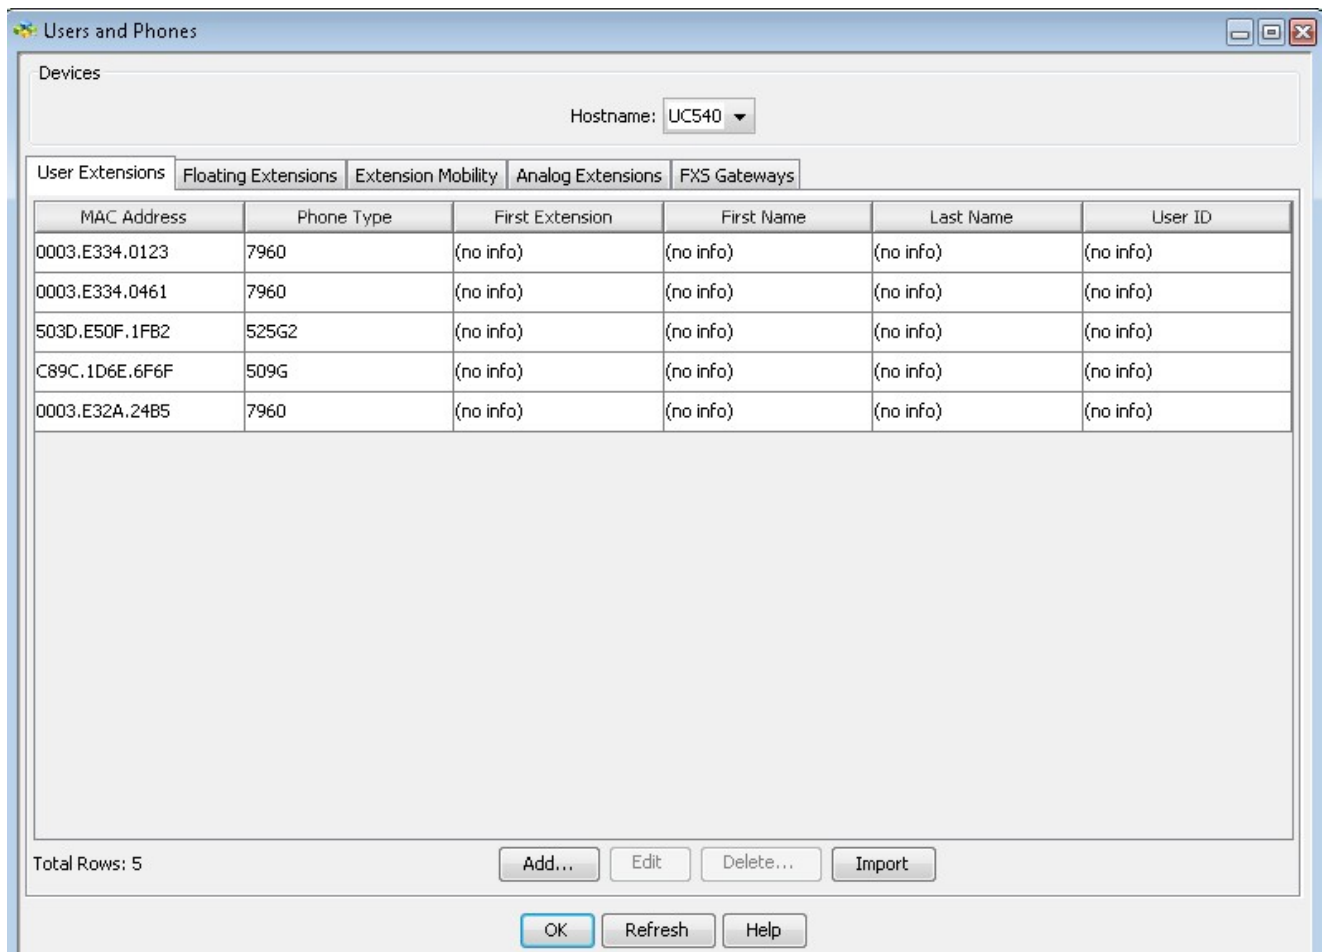 Users and Phones
Devices
Hostname: UC540
User Extensions Floating Extensions Extension Mobility Analog Extensions FXS Gateways
MAC Address Phone Type First Extension First Name Last Name User ID
0003.E334.0123 7960 (no info) (no info) (no info) (no info)
0003.E334.0461 7960 (no info) (no info) (no info) (no info)
503D.E50F.1FB2 525G2 (no info) (no info) (no info) (no info)
C89C.1D6E.6F6F 509G (no info) (no info) (no info) (no info)
0003.E32A.24B5 7960 (no info) (no info) (no info) (no info)
Total Rows: 5 Add... Edit Delete... Import
OK Refresh Help